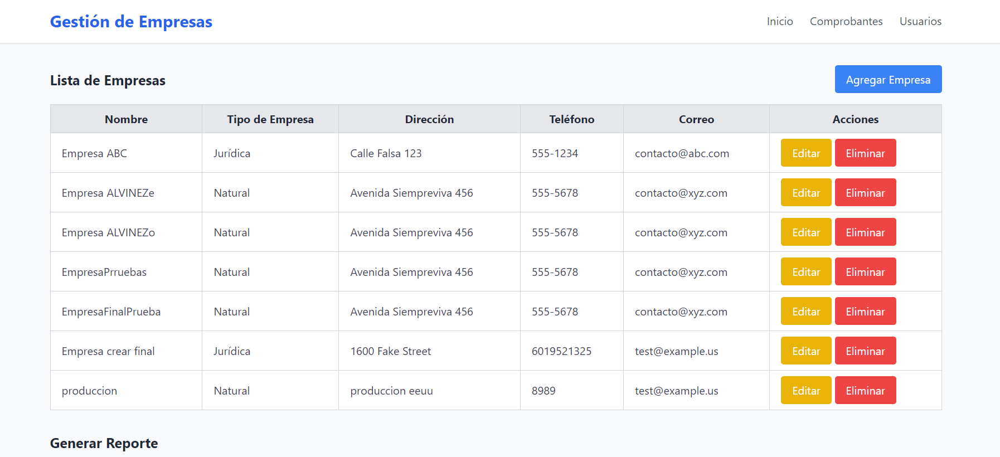 Gestión de Empresas Inicio Comprobantes Usuarios
Lista de Empresas Agregar Empresa
Nombre Tipo de Empresa Dirección Teléfono Correo Acciones
Empresa ABC Jurídica Calle Falsa 123 555-1234 contacto@abc.com Editar Eliminar
Empresa ALVINEZe Natural Avenida Siempreviva 456 555-5678 contacto@xyz.com Editar Eliminar
Empresa ALVINEZo Natural Avenida Siempreviva 456 555-5678 contacto@xyz.com Editar Eliminar
EmpresaPrruebas Natural Avenida Siempreviva 456 555-5678 contacto@xyz.com Editar Eliminar
EmpresaFinalPrueba Natural Avenida Siempreviva 456 555-5678 contacto@xyz.com Editar Eliminar
Empresa crear final Jurídica 1600 Fake Street 6019521325 test@example.us Editar Eliminar
produccion Natural produccion eeuu 8989 test@example.us Editar Eliminar
Generar Reporte